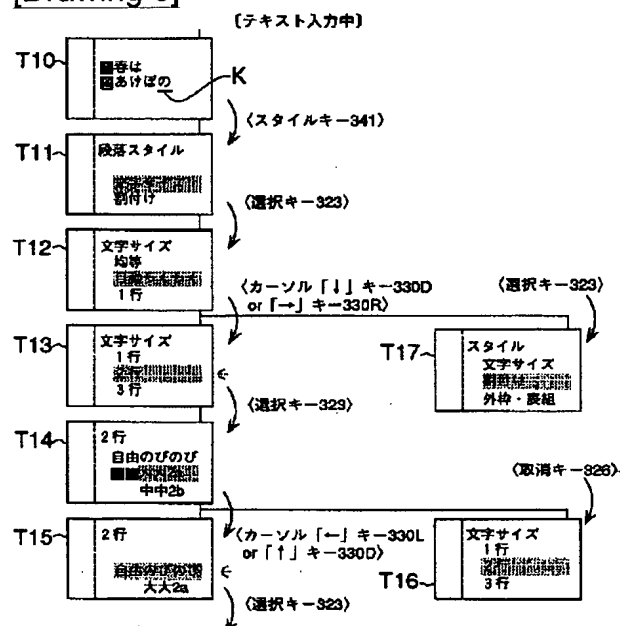 [Drawing
〔テキスト入力中〕
T10
春は
あけぼの
K
〈スタイルキー341〉
T11
段落スタイル
割付け
〈選択キー323〉
T12
文字サイズ
均等
1行
〈カーソル「↓」キー330D
or「→」キー330R〉
〈選択キー323〉
T13
文字サイズ
1行
3行
T17
スタイル
文字サイズ
外枠・表組
〈選択キー323〉
T14
2行
自由のびのび
中中2b
〈取消キー326〉
〈カーソル「←」キー330L
or「↑」キー330D〉
T15
2行
大大2a
T16
文字サイズ
1行
3行
〈選択キー323〉